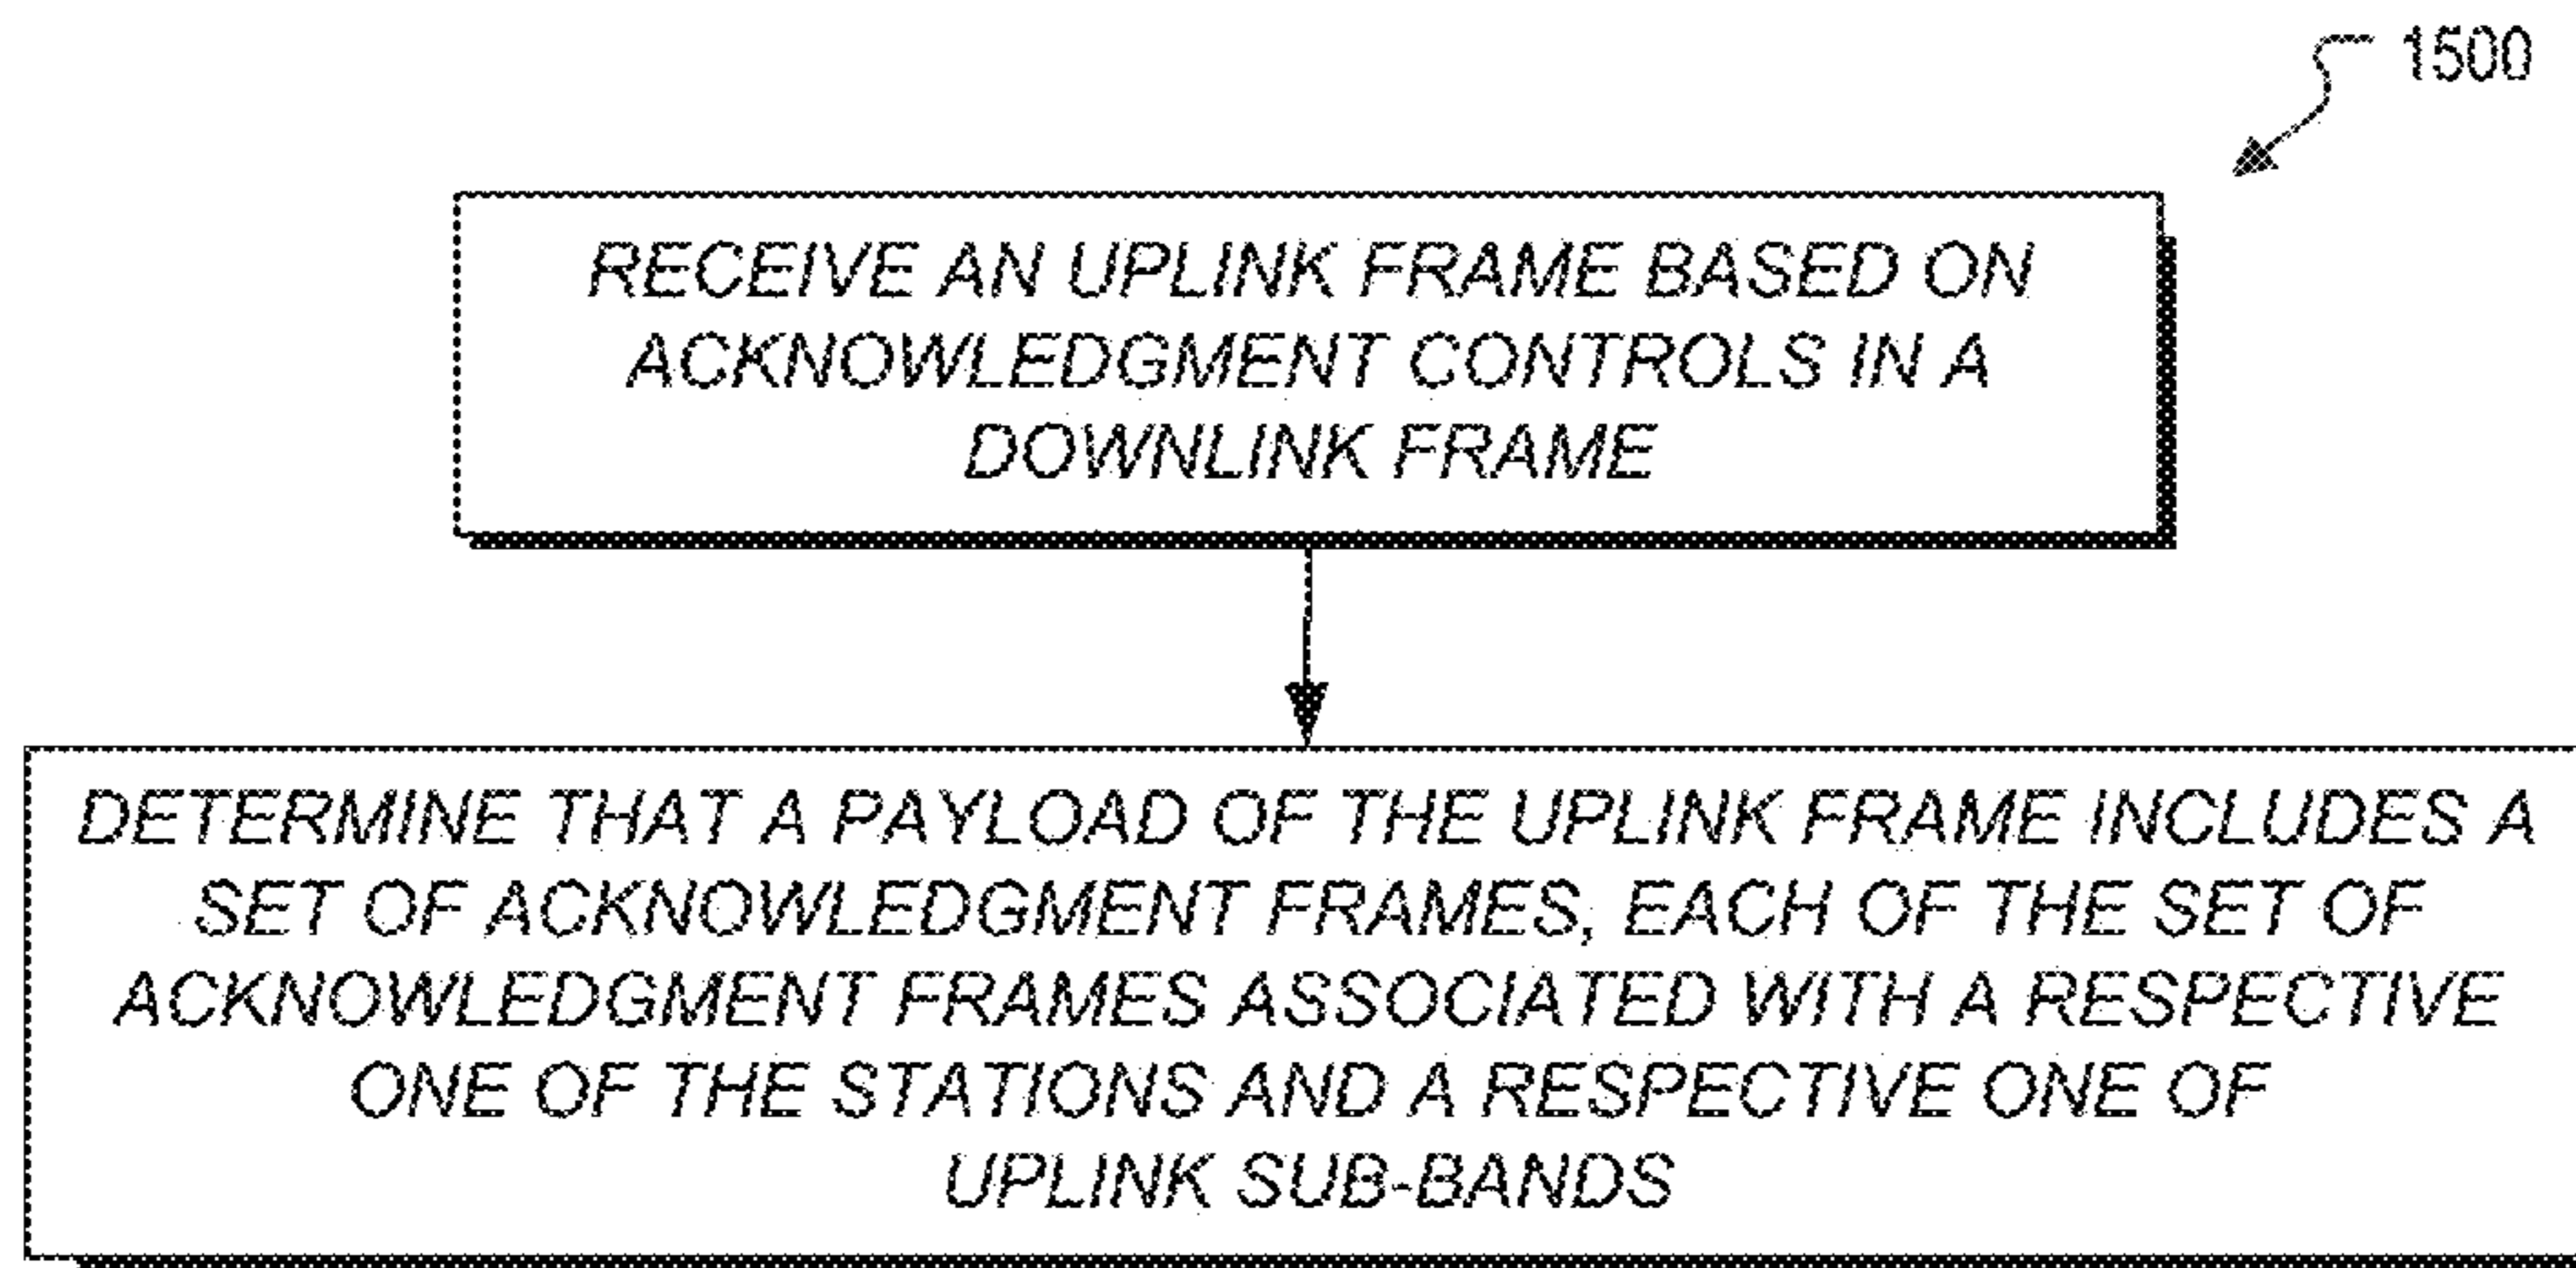 1500
RECEIVE AN UPLINK FRAME BASED ON
ACKNOWLEDGMENT CONTROLS IN A
DOWNLINK FRAME
DETERMINE THAT A PAYLOAD OF THE UPLINK FRAME INCLUDES A
SET OF ACKNOWLEDGMENT FRAMES, EACH OF THE SET OF
ACKNOWLEDGMENT FRAMES ASSOCIATED WITH A RESPECTIVE
ONE OF THE STATIONS AND A RESPECTIVE ONE OF
UPLINK SUB-BANDS